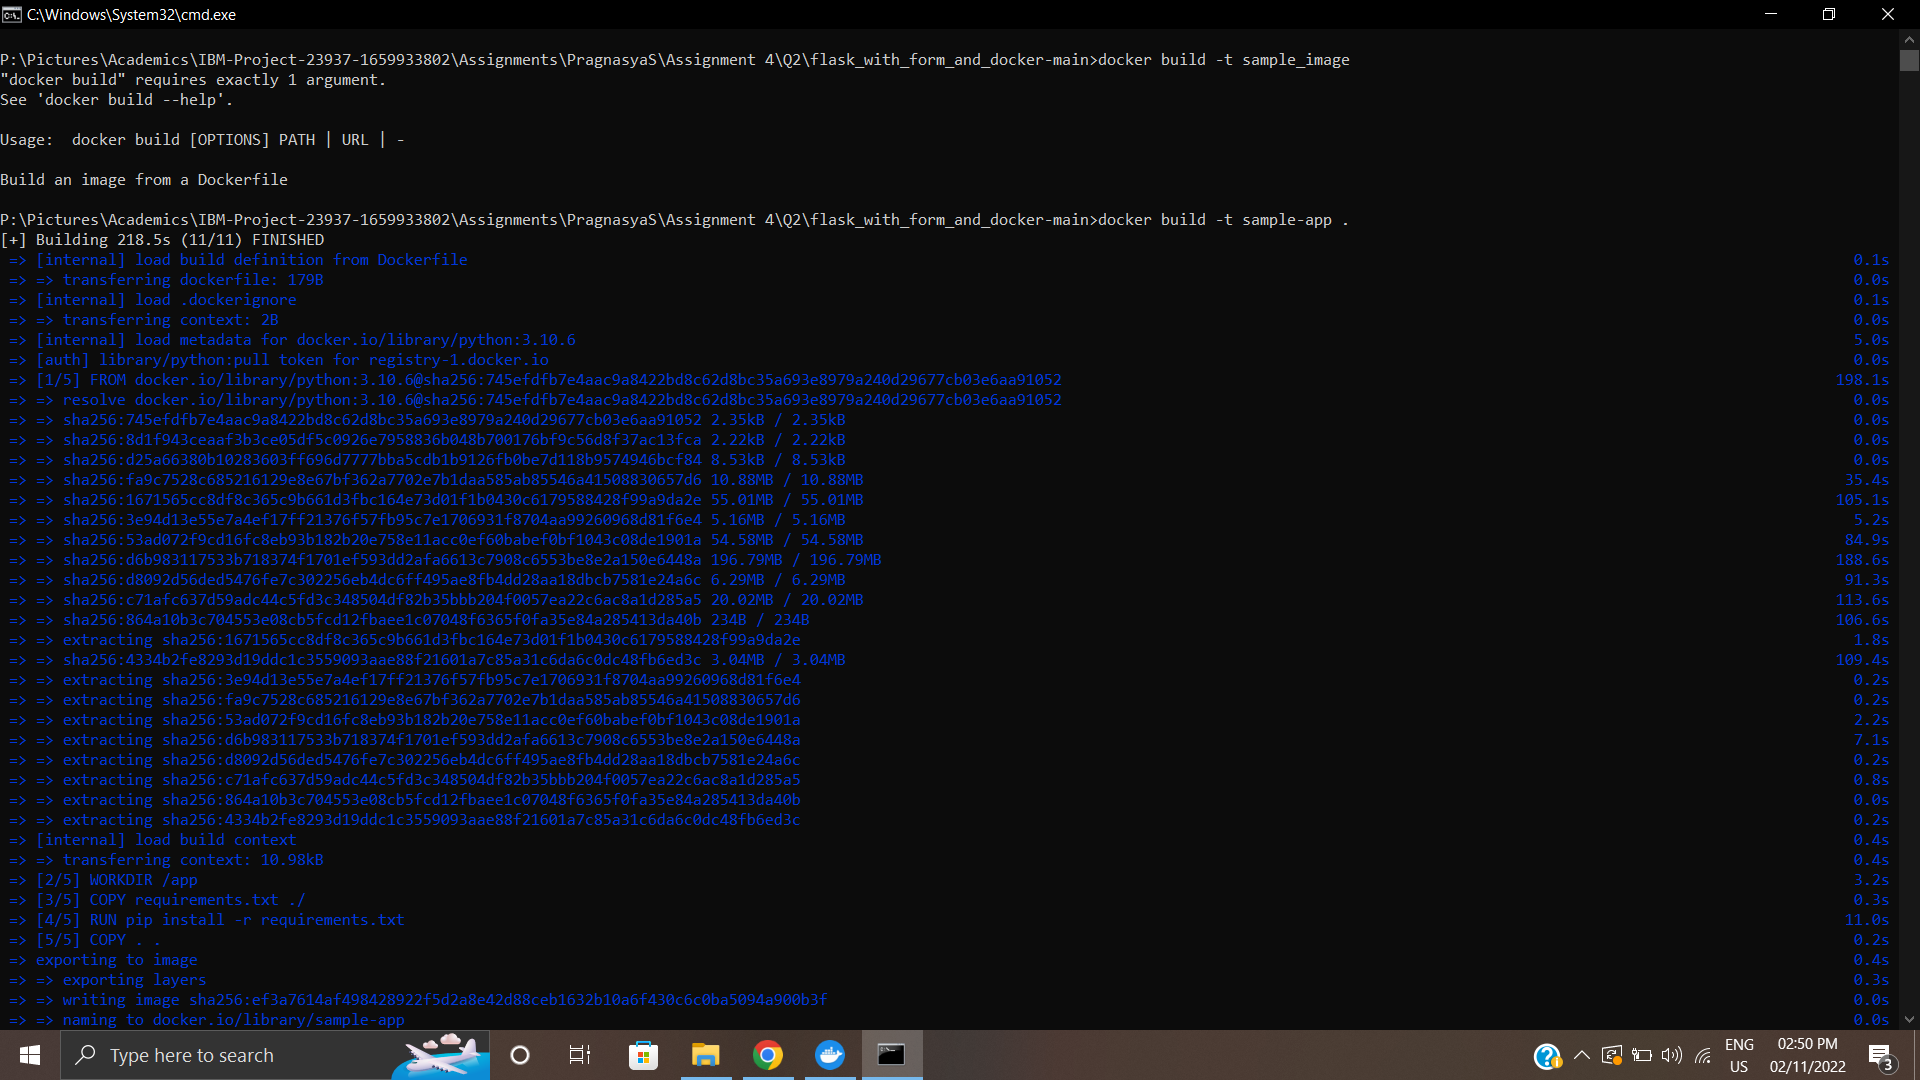 C:\Windows\System32\cmd.exe
P:\Pictures\Academics\IBM-Project-23937-1659933802\Assignments\PragnasyaS\Assignment 4\Q2\flask_with_form_and_docker-main>docker build -t sample_image
"docker build" requires exactly 1 argument.
See 'docker build --help'.
Usage:  docker build [OPTIONS] PATH | URL | -
Build an image from a Dockerfile
P:\Pictures\Academics\IBM-Project-23937-1659933802\Assignments\PragnasyaS\Assignment 4\Q2\flask_with_form_and_docker-main>docker build -t sample-app .
[+] Building 218.5s (11/11) FINISHED
=> [internal] load build definition from Dockerfile 0.1s
=> => transferring dockerfile: 179B 0.0s
=> [internal] load .dockerignore 0.1s
=> => transferring context: 2B 0.0s
=> [internal] load metadata for docker.io/library/python:3.10.6 5.0s
=> [auth] library/python:pull token for registry-1.docker.io 0.0s
=> [1/5] FROM docker.io/library/python:3.10.6@sha256:745efdfb7e4aac9a8422bd8c62d8bc35a693e8979a240d29677cb03e6aa91052 198.1s
=> => resolve docker.io/library/python:3.10.6@sha256:745efdfb7e4aac9a8422bd8c62d8bc35a693e8979a240d29677cb03e6aa91052 0.0s
=> => sha256:745efdfb7e4aac9a8422bd8c62d8bc35a693e8979a240d29677cb03e6aa91052 2.35kB / 2.35kB 0.0s
=> => sha256:8d1f943ceaaf3b3ce05df5c0926e7958836b048b700176bf9c56d8f37ac13fca 2.22kB / 2.22kB 0.0s
=> => sha256:d25a66380b10283603ff696d7777bba5cdb1b9126fb0be7d118b9574946bcf84 8.53kB / 8.53kB 0.0s
=> => sha256:fa9c7528c685216129e8e67bf362a7702e7b1daa585ab85546a41508830657d6 10.88MB / 10.88MB 35.4s
=> => sha256:1671565cc8df8c365c9b661d3fbc164e73d01f1b0430c6179588428f99a9da2e 55.01MB / 55.01MB 105.1s
=> => sha256:3e94d13e55e7a4ef17ff21376f57fb95c7e1706931f8704aa99260968d81f6e4 5.16MB / 5.16MB 5.2s
=> => sha256:53ad072f9cd16fc8eb93b182b20e758e11acc0ef60babef0bf1043c08de1901a 54.58MB / 54.58MB 84.9s
=> => sha256:d6b983117533b718374f1701ef593dd2afa6613c7908c6553be8e2a150e6448a 196.79MB / 196.79MB 188.6s
=> => sha256:d8092d56ded5476fe7c302256eb4dc6ff495ae8fb4dd28aa18dbcb7581e24a6c 6.29MB / 6.29MB 91.3s
=> => sha256:c71afc637d59adc44c5fd3c348504df82b35bbb204f0057ea22c6ac8a1d285a5 20.02MB / 20.02MB 113.6s
=> => sha256:864a10b3c704553e08cb5fcd12fbaee1c07048f6365f0fa35e84a285413da40b 234B / 234B 106.6s
=> => extracting sha256:1671565cc8df8c365c9b661d3fbc164e73d01f1b0430c6179588428f99a9da2e 1.8s
=> => sha256:4334b2fe8293d19ddc1c3559093aae88f21601a7c85a31c6da6c0dc48fb6ed3c 3.04MB / 3.04MB 109.4s
=> => extracting sha256:3e94d13e55e7a4ef17ff21376f57fb95c7e1706931f8704aa99260968d81f6e4 0.2s
=> => extracting sha256:fa9c7528c685216129e8e67bf362a7702e7b1daa585ab85546a41508830657d6 0.2s
=> => extracting sha256:53ad072f9cd16fc8eb93b182b20e758e11acc0ef60babef0bf1043c08de1901a 2.2s
=> => extracting sha256:d6b983117533b718374f1701ef593dd2afa6613c7908c6553be8e2a150e6448a 7.1s
=> => extracting sha256:d8092d56ded5476fe7c302256eb4dc6ff495ae8fb4dd28aa18dbcb7581e24a6c 0.2s
=> => extracting sha256:c71afc637d59adc44c5fd3c348504df82b35bbb204f0057ea22c6ac8a1d285a5 0.8s
=> => extracting sha256:864a10b3c704553e08cb5fcd12fbaee1c07048f6365f0fa35e84a285413da40b 0.0s
=> => extracting sha256:4334b2fe8293d19ddc1c3559093aae88f21601a7c85a31c6da6c0dc48fb6ed3c 0.2s
=> [internal] load build context 0.4s
=> => transferring context: 10.98kB 0.4s
=> [2/5] WORKDIR /app 3.2s
=> [3/5] COPY requirements.txt ./ 0.3s
=> [4/5] RUN pip install -r requirements.txt 11.0s
=> [5/5] COPY . . 0.2s
=> exporting to image 0.4s
=> => exporting layers 0.3s
=> => writing image sha256:ef3a7614af498428922f5d2a8e42d88ceb1632b10a6f430c6c0ba5094a900b3f 0.0s
=> => naming to docker.io/library/sample-app 0.0s
Type here to search
ENG
US
02:50 PM
02/11/2022
3